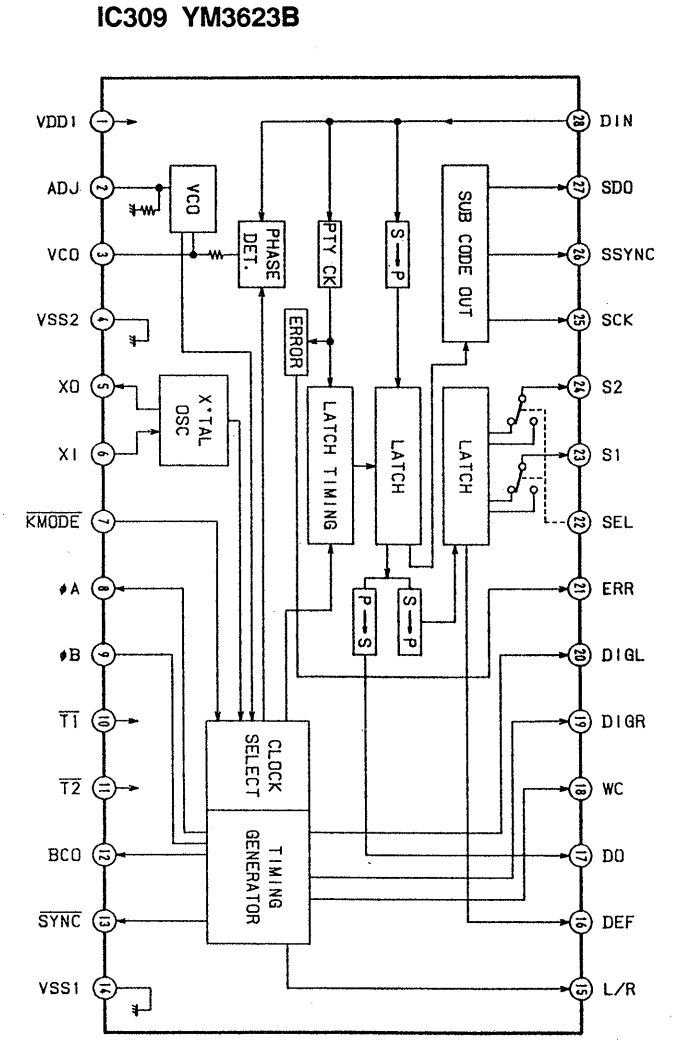 IC309 YM3623B
VDD1 1
28 DIN
ADJ 2
VCO
27 SDO
VCO 3
PHASE DET.
PTY CK
S → P
SUB CODE OUT
26 SSYNC
VSS2 4
ERROR
25 SCK
XO 5
X'TAL OSC
24 S2
XI 6
LATCH TIMING
LATCH
LATCH
23 S1
KMODE 7
22 SEL
φA 8
P → S
S → P
21 ERR
φB 9
20 DIGL
T1 10
CLOCK SELECT
19 DIGR
T2 11
18 WC
BCO 12
TIMING GENERATOR
17 DO
SYNC 13
16 DEF
VSS1 14
15 L/R